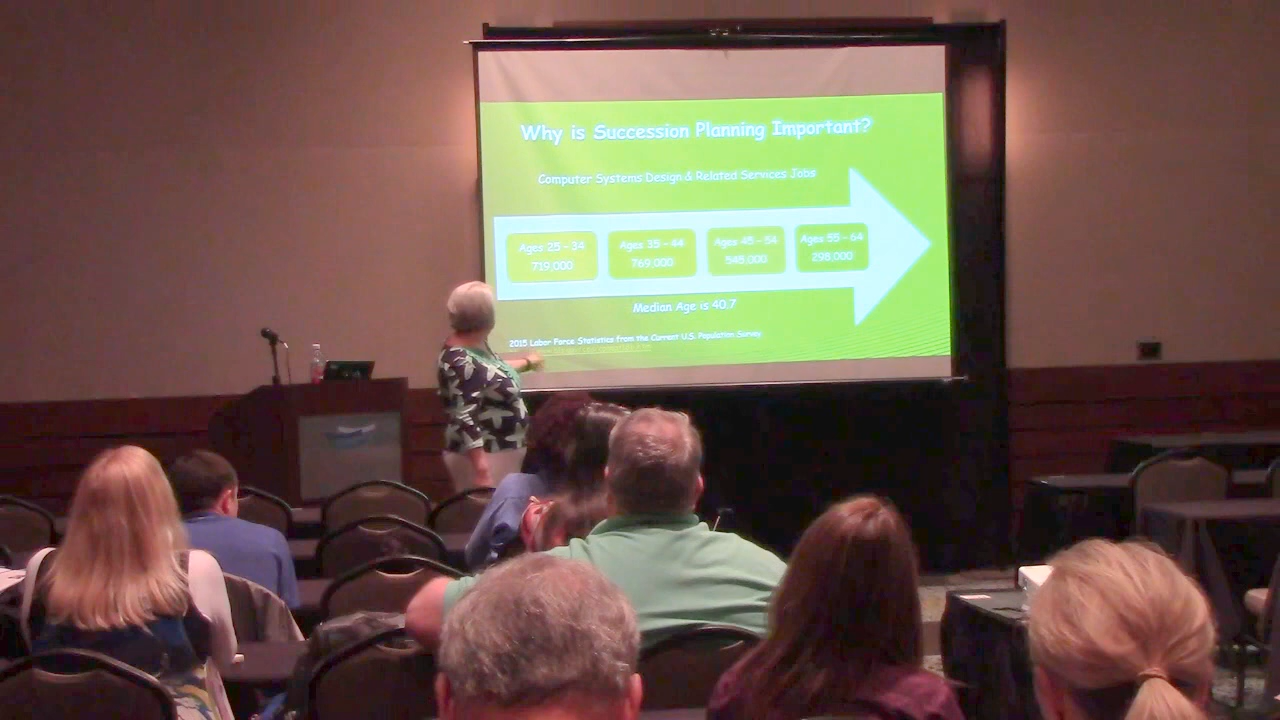 Why is Succession Planning Important?
Computer Systems Design & Related Services Jobs
Ages 25 - 34
719,000
Ages 35 - 44
769,000
Ages 45 - 54
545,000
Ages 55 - 64
298,000
Median Age is 40.7
2015 Labor Force Statistics from the Current U.S. Population Survey